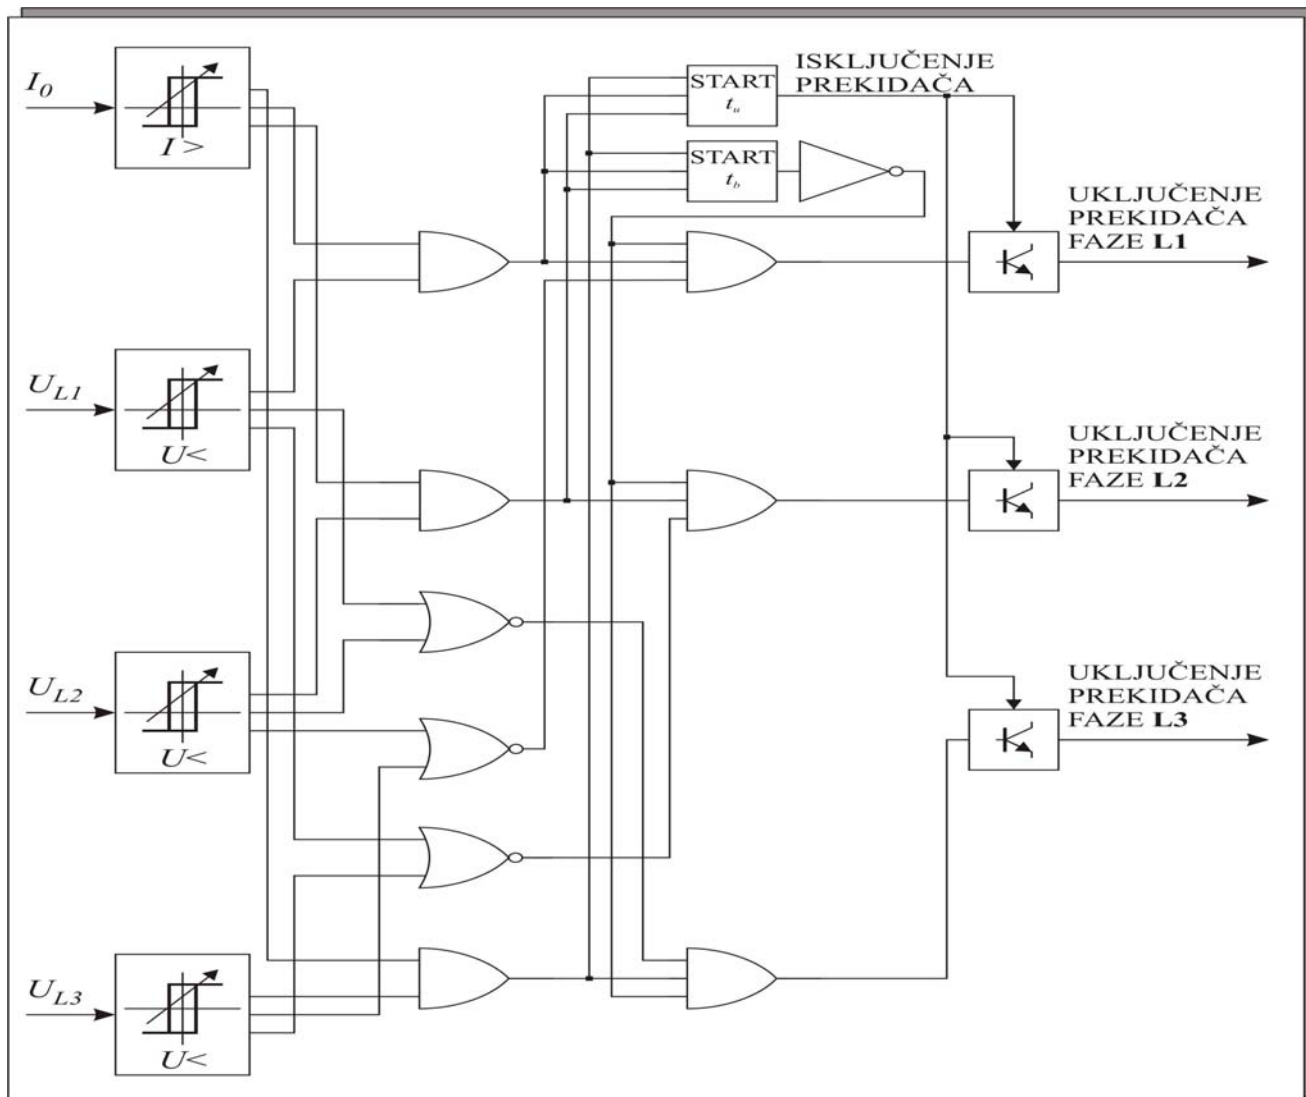 I0
I >
START
tu
ISKLJUČENJE
PREKIDAČA
START
tb
UKLJUČENJE
PREKIDAČA
FAZE L1
UL1
U<
UKLJUČENJE
PREKIDAČA
FAZE L2
UL2
U<
UKLJUČENJE
PREKIDAČA
FAZE L3
UL3
U<